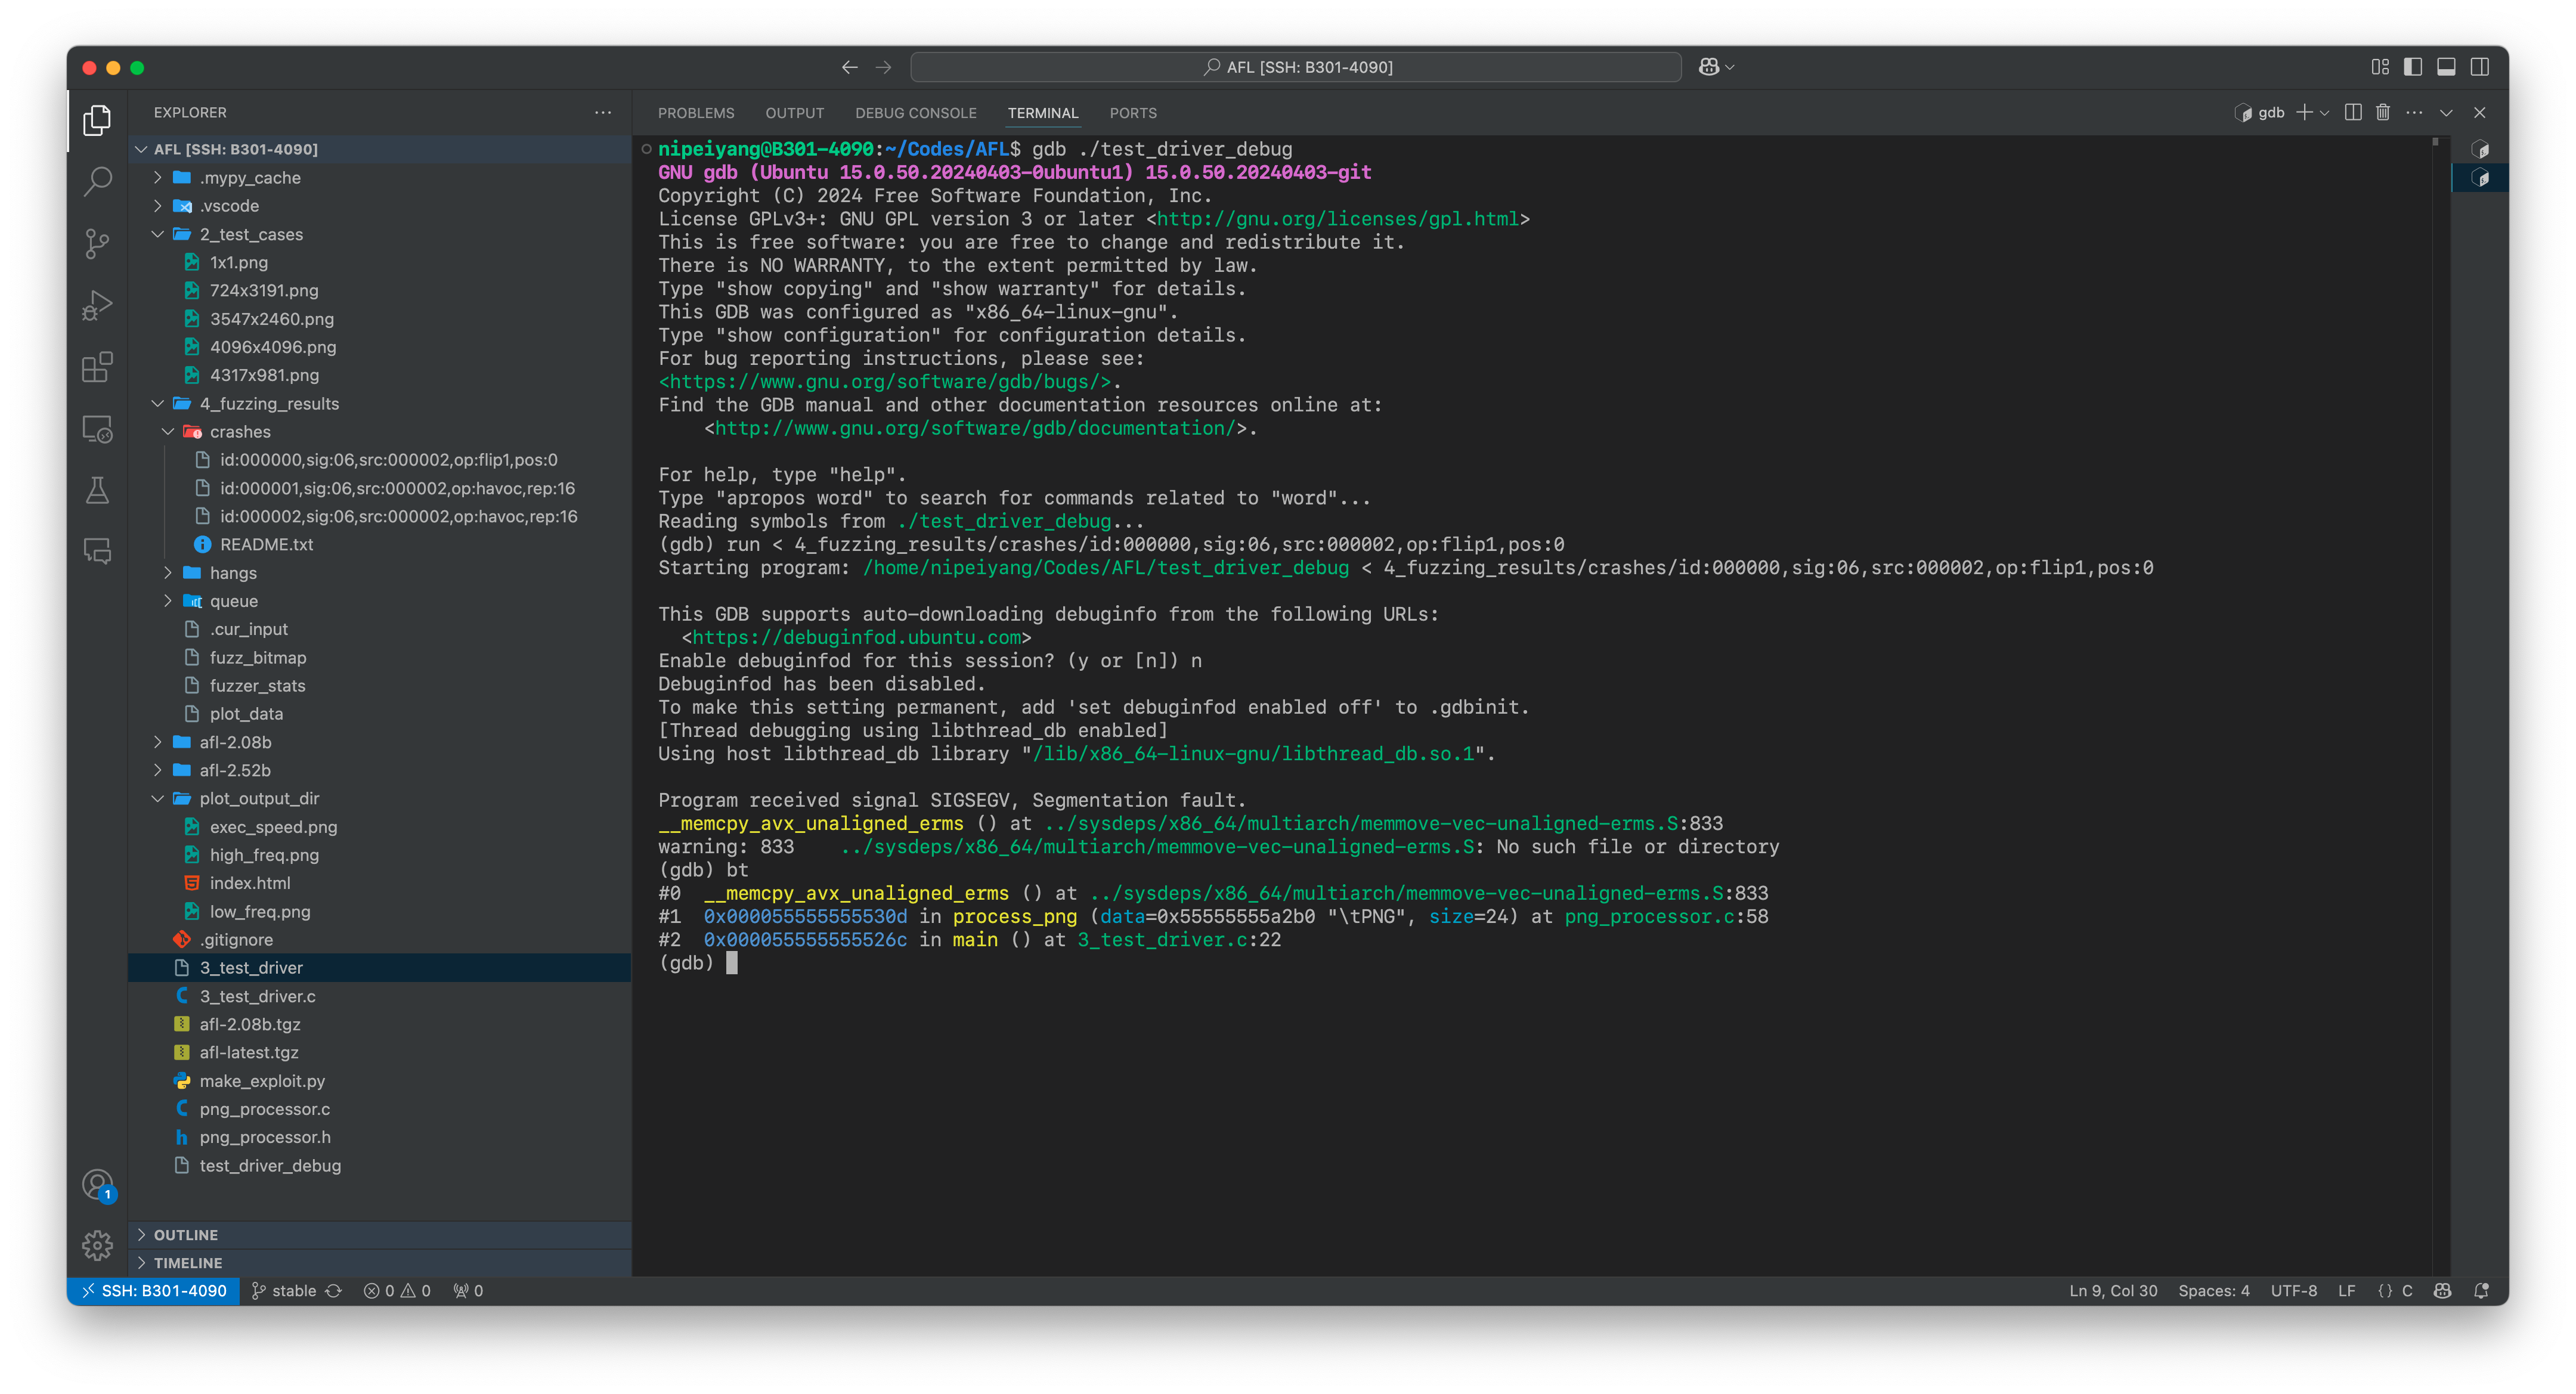 AFL [SSH: B301-4090]
EXPLORER
AFL [SSH: B301-4090]
.mypy_cache
.vscode
2_test_cases
1x1.png
724x3191.png
3547x2460.png
4096x4096.png
4317x981.png
4_fuzzing_results
crashes
id:000000,sig:06,src:000002,op:flip1,pos:0
id:000001,sig:06,src:000002,op:havoc,rep:16
id:000002,sig:06,src:000002,op:havoc,rep:16
README.txt
hangs
queue
.cur_input
fuzz_bitmap
fuzzer_stats
plot_data
afl-2.08b
afl-2.52b
plot_output_dir
exec_speed.png
high_freq.png
index.html
low_freq.png
.gitignore
3_test_driver
3_test_driver.c
afl-2.08b.tgz
afl-latest.tgz
make_exploit.py
png_processor.c
png_processor.h
test_driver_debug
OUTLINE
TIMELINE
1
PROBLEMS OUTPUT DEBUG CONSOLE TERMINAL PORTS
gdb
nipeiyang@B301-4090:~/Codes/AFL$ gdb ./test_driver_debug
GNU gdb (Ubuntu 15.0.50.20240403-0ubuntu1) 15.0.50.20240403-git
Copyright (C) 2024 Free Software Foundation, Inc.
License GPLv3+: GNU GPL version 3 or later <http://gnu.org/licenses/gpl.html>
This is free software: you are free to change and redistribute it.
There is NO WARRANTY, to the extent permitted by law.
Type "show copying" and "show warranty" for details.
This GDB was configured as "x86_64-linux-gnu".
Type "show configuration" for configuration details.
For bug reporting instructions, please see:
<https://www.gnu.org/software/gdb/bugs/>.
Find the GDB manual and other documentation resources online at:
<http://www.gnu.org/software/gdb/documentation/>.
For help, type "help".
Type "apropos word" to search for commands related to "word"...
Reading symbols from ./test_driver_debug...
(gdb) run < 4_fuzzing_results/crashes/id:000000,sig:06,src:000002,op:flip1,pos:0
Starting program: /home/nipeiyang/Codes/AFL/test_driver_debug < 4_fuzzing_results/crashes/id:000000,sig:06,src:000002,op:flip1,pos:0
This GDB supports auto-downloading debuginfo from the following URLs:
<https://debuginfod.ubuntu.com>
Enable debuginfod for this session? (y or [n]) n
Debuginfod has been disabled.
To make this setting permanent, add 'set debuginfod enabled off' to .gdbinit.
[Thread debugging using libthread_db enabled]
Using host libthread_db library "/lib/x86_64-linux-gnu/libthread_db.so.1".
Program received signal SIGSEGV, Segmentation fault.
__memcpy_avx_unaligned_erms () at ../sysdeps/x86_64/multiarch/memmove-vec-unaligned-erms.S:833
warning: 833 ../sysdeps/x86_64/multiarch/memmove-vec-unaligned-erms.S: No such file or directory
(gdb) bt
#0 __memcpy_avx_unaligned_erms () at ../sysdeps/x86_64/multiarch/memmove-vec-unaligned-erms.S:833
#1 0x000055555555530d in process_png (data=0x55555555a2b0 "\tPNG", size=24) at png_processor.c:58
#2 0x000055555555526c in main () at 3_test_driver.c:22
(gdb)
SSH: B301-4090 stable 0 0 0 Ln 9, Col 30 Spaces: 4 UTF-8 LF {} C